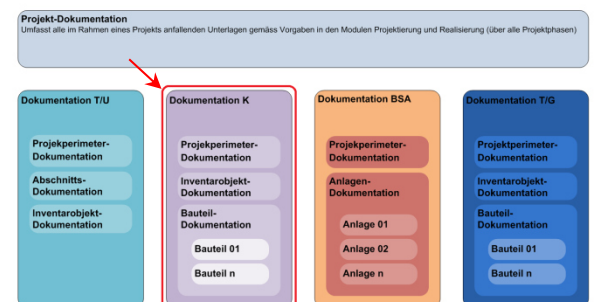 Projekt-Dokumentation
Umfasst alle im Rahmen eines Projekts anfallenden Unterlagen gemäss Vorgaben in den Modulen Projektierung und Realisierung (über alle Projektphasen)
Dokumentation T/U
Projekperimeter-
Dokumentation
Abschnitts-
Dokumentation
Inventarobjekt-
Dokumentation
Dokumentation K
Projekperimeter-
Dokumentation
Inventarobjekt-
Dokumentation
Bauteil-
Dokumentation
Bauteil 01
Bauteil n
Dokumentation BSA
Projekperimeter-
Dokumentation
Anlagen-
Dokumentation
Anlage 01
Anlage 02
Anlage n
Dokumentation T/G
Projektperimeter-
Dokumentation
Inventarobjekt-
Dokumentation
Bauteil-
Dokumentation
Bauteil 01
Bauteil n